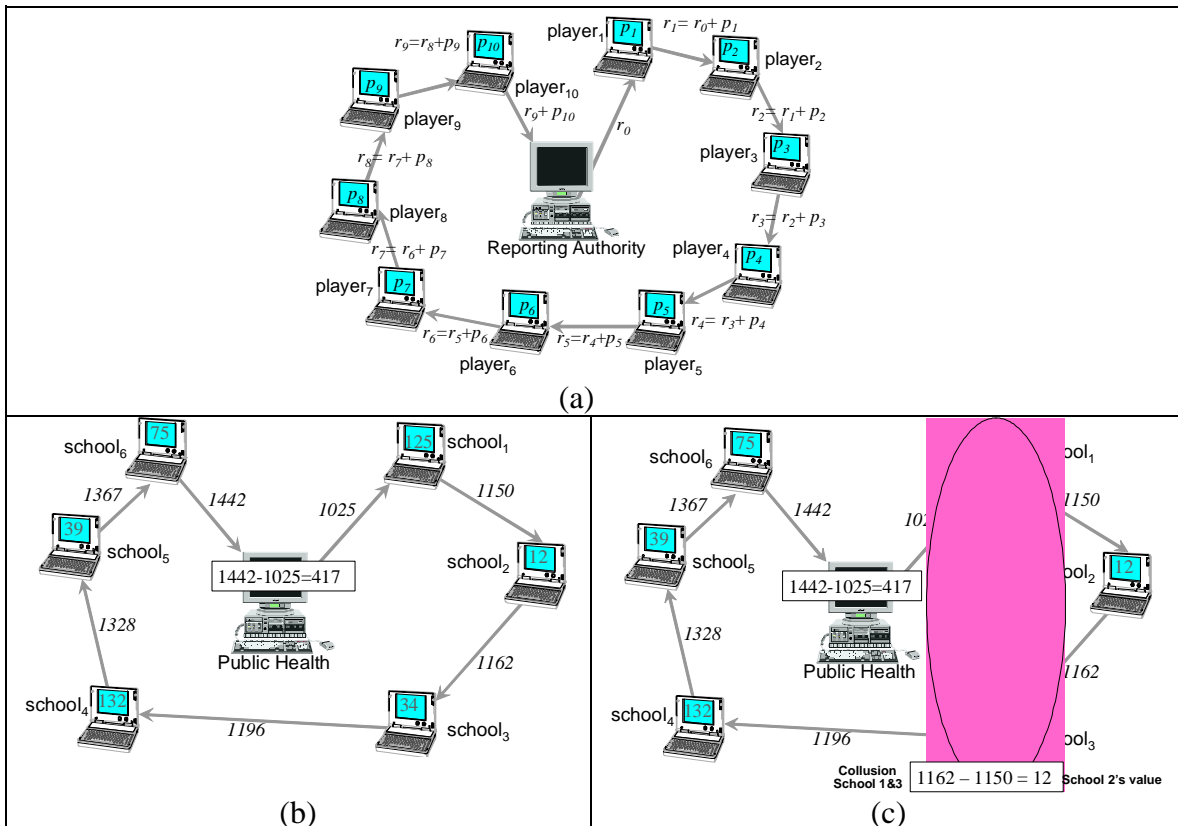 p₁
r₁= r₀+ p₁
player₁
p₂
player₂
r₂= r₁+ p₂
p₃
player₃
r₃= r₂+ p₃
p₄
player₄
r₄= r₃+ p₄
p₅
player₅
r₅=r₄+p₅
p₆
player₆
r₆=r₅+p₆
p₇
player₇
r₇= r₆+ p₇
p₈
player₈
r₈= r₇+ p₈
p₉
player₉
r₉=r₈+p₉
p₁₀
player₁₀
r₉+ p₁₀
r₀
Reporting Authority
(a)
75
school₆
125
school₁
1367
1442
1025
1150
39
school₅
school₂
12
1442-1025=417
1328
Public Health
1162
school₄
132
34
school₃
1196
(b)
75
school₆
ool₁
1367
1442
102
1150
39
school₅
ool₂
12
1442-1025=417
1328
Public Health
1162
school₄
132
ool₃
1196
Collusion
School 1&3
1162 – 1150 = 12
School 2's value
(c)